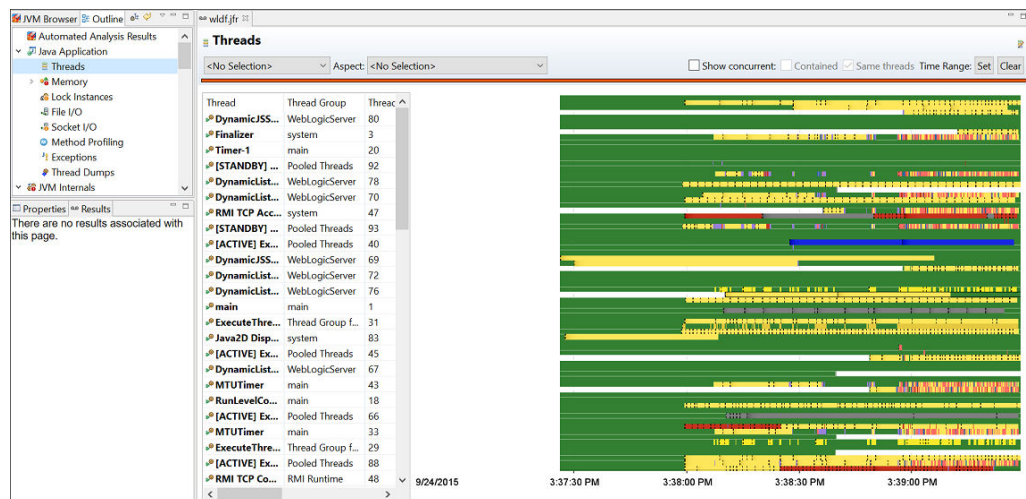 JVM Browser Outline
Automated Analysis Results
Java Application
Threads
Memory
Lock Instances
File I/O
Socket I/O
Method Profiling
Exceptions
Thread Dumps
JVM Internals
Properties Results
There are no results associated with
this page.
wldf.jfr
Threads
<No Selection> Aspect: <No Selection> Show concurrent: Contained Same threads Time Range: Set Clear
Thread Thread Group Threac
DynamicJSS... WebLogicServer 80
Finalizer system 3
Timer-1 main 20
[STANDBY] ... Pooled Threads 92
DynamicList... WebLogicServer 78
DynamicList... WebLogicServer 70
RMI TCP Acc... system 47
[STANDBY] ... Pooled Threads 93
[ACTIVE] Ex... Pooled Threads 40
DynamicJSS... WebLogicServer 69
DynamicList... WebLogicServer 72
DynamicList... WebLogicServer 76
main main 1
ExecuteThre... Thread Group f... 31
Java2D Disp... system 83
[ACTIVE] Ex... Pooled Threads 45
DynamicList... WebLogicServer 67
MTUTimer main 43
RunLevelCo... main 18
[ACTIVE] Ex... Pooled Threads 66
MTUTimer main 33
ExecuteThre... Thread Group f... 29
[ACTIVE] Ex... Pooled Threads 88
RMI TCP Co... RMI Runtime 48
9/24/2015 3:37:30 PM 3:38:00 PM 3:38:30 PM 3:39:00 PM